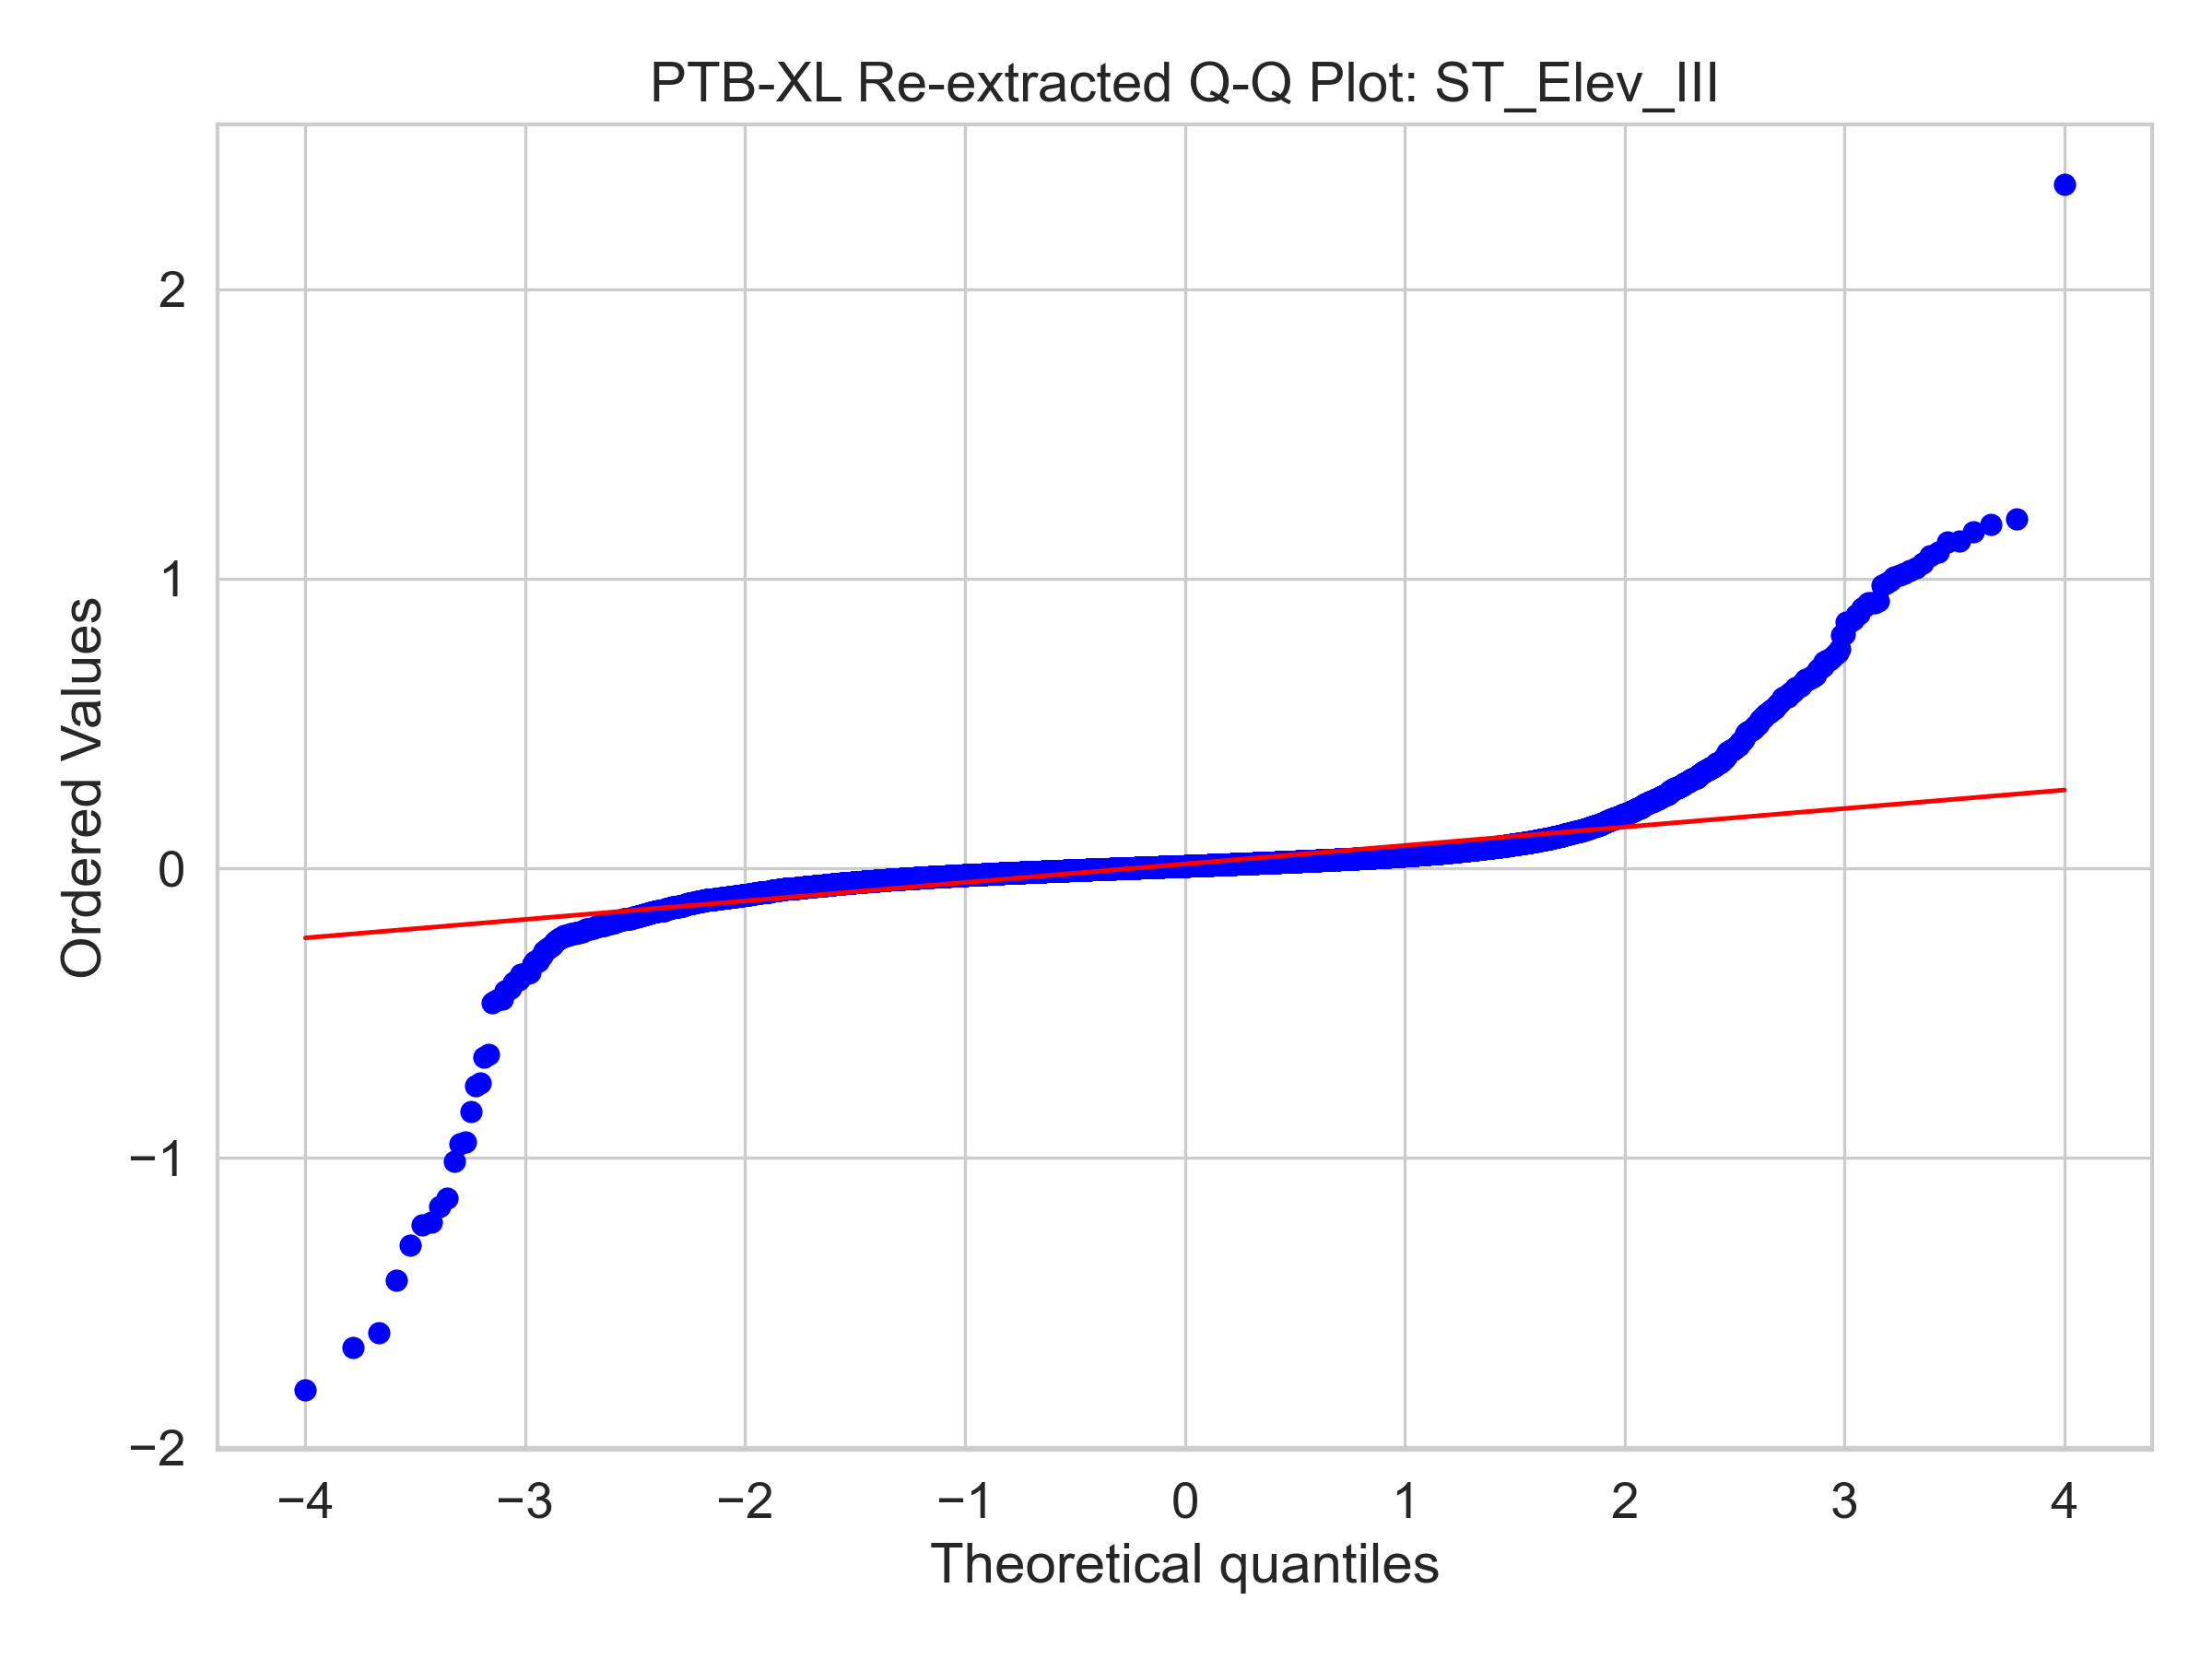 PTB-XL Re-extracted Q-Q Plot: ST_Elev_III
2
1
0
−1
−2
Ordered Values
−4 −3 −2 −1 0 1 2 3 4
Theoretical quantiles